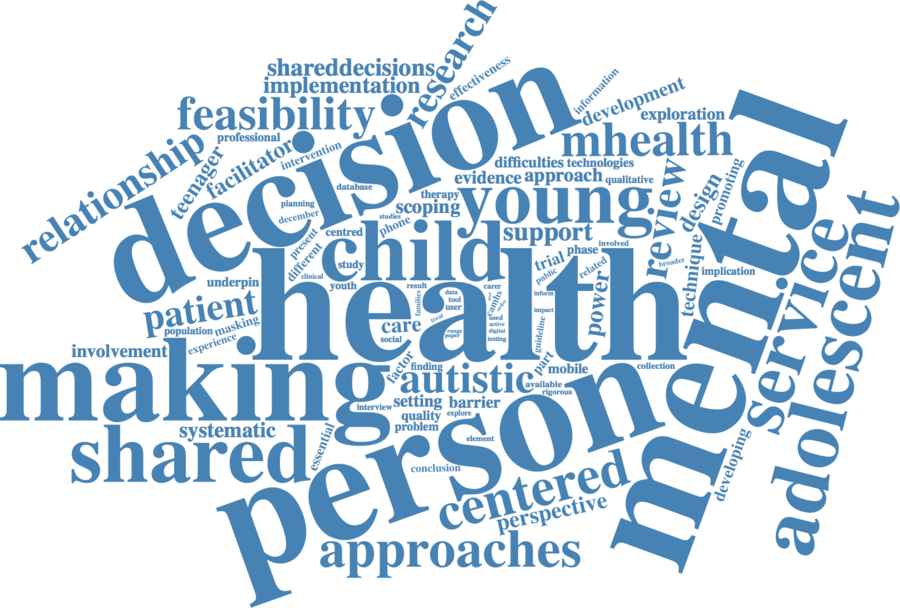 research
shareddecisions
implementation
effectiveness
information
decision
feasibility
development
exploration
professional
mhealth
mental
relationship
teenager
facilitator
intervention
difficulties
technologies
evidence
approach
qualitative
review
design
promoting
database
therapy
young
planning
scoping
december
studies
phone
centred
child
support
present
different
study
clinical
youth
trial
phase
involved
public
related
broader
technique
implication
service
adolescent
health
underpin
patient
population
masking
experience
result
carer
families
data
tool
user
camhs
inform
power
care
social
treat
impact
used
active
digital
testing
range
paper
guideline
involvement
making
factor
finding
part
mobile
collection
autistic
available
rigorous
interview
setting
barrier
person
quality
explore
problem
systematic
shared
essential
element
conclusion
centered
perspective
developing
approaches